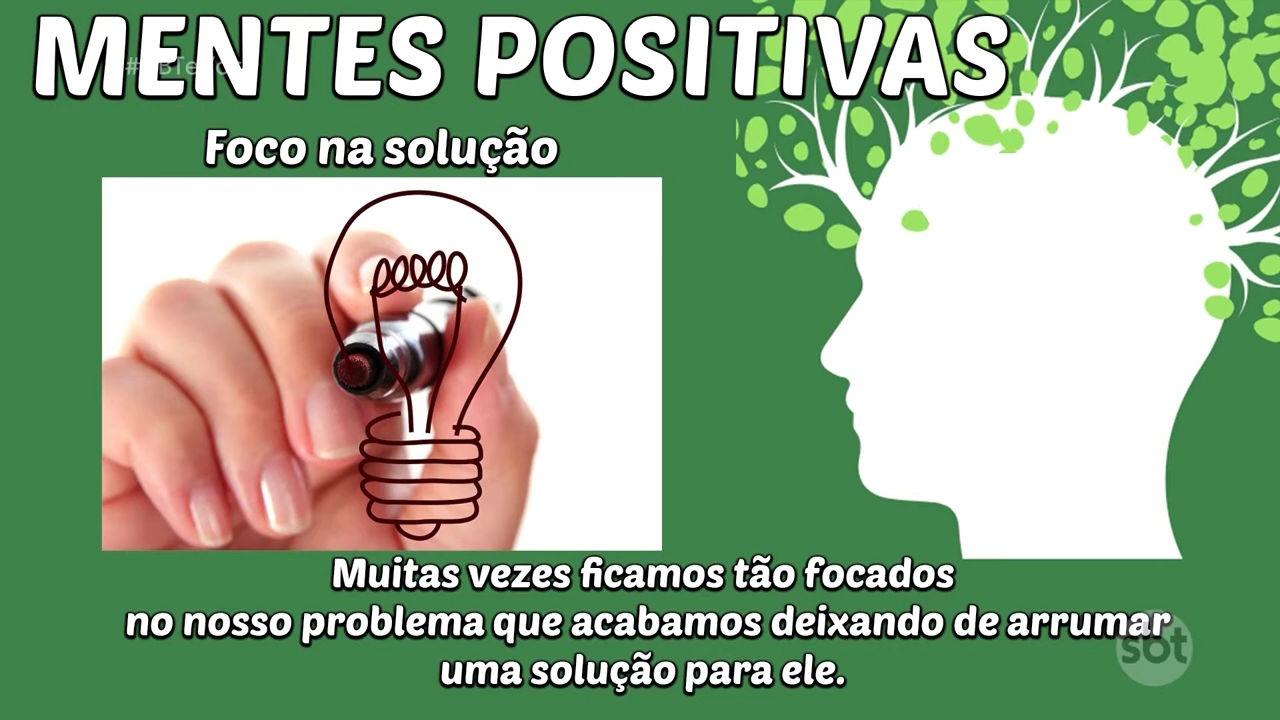 MENTES POSITIVAS
Foco na solução
Muitas vezes ficamos tão focados
no nosso problema que acabamos deixando de arrumar
uma solução para ele.
sbt